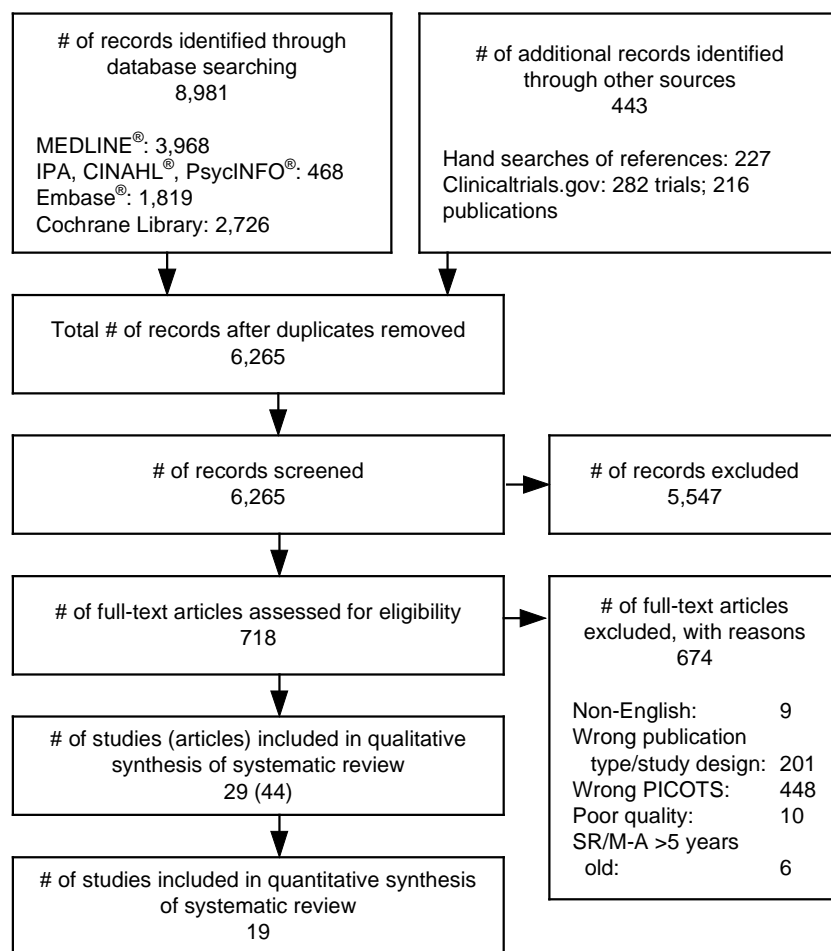 # of records identified through
database searching
8,981
MEDLINE®: 3,968
IPA, CINAHL®, PsycINFO®: 468
Embase®: 1,819
Cochrane Library: 2,726
# of additional records identified
through other sources
443
Hand searches of references: 227
Clinicaltrials.gov: 282 trials; 216
publications
Total # of records after duplicates removed
6,265
# of records screened
6,265
# of records excluded
5,547
# of full-text articles assessed for eligibility
718
# of full-text articles
excluded, with reasons
674
Non-English: 9
Wrong publication
type/study design: 201
Wrong PICOTS: 448
Poor quality: 10
SR/M-A >5 years
old: 6
# of studies (articles) included in qualitative
synthesis of systematic review
29 (44)
# of studies included in quantitative synthesis
of systematic review
19